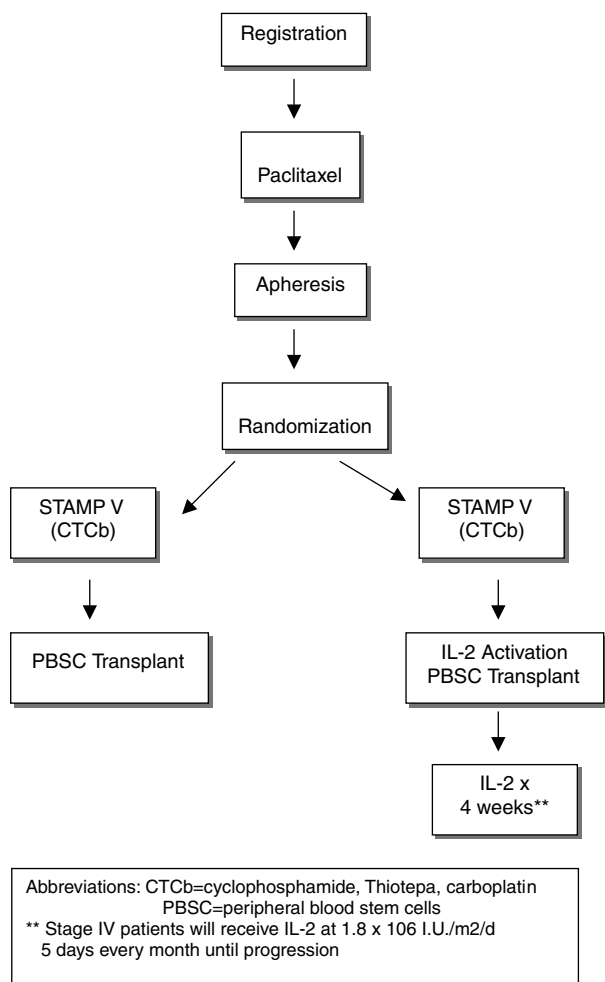 Registration
Paclitaxel
Apheresis
Randomization
STAMP V
(CTCb)
STAMP V
(CTCb)
PBSC Transplant
IL-2 Activation
PBSC Transplant
IL-2 x
4 weeks**
Abbreviations: CTCb=cyclophosphamide, Thiotepa, carboplatin
PBSC=peripheral blood stem cells
** Stage IV patients will receive IL-2 at 1.8 x 106 I.U./m2/d
5 days every month until progression